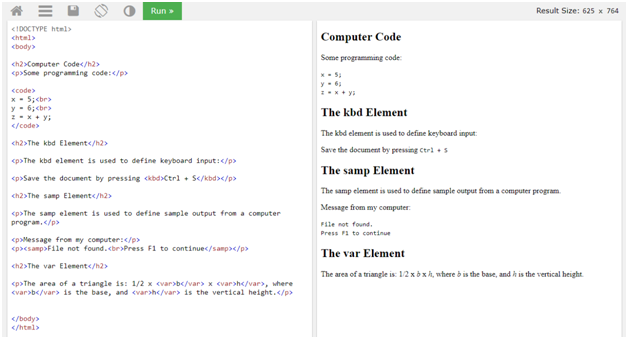 Run »
Result Size: 625 x 764
<!DOCTYPE html>
<html>
<body>
<h2>Computer Code</h2>
<p>Some programming code:</p>
<code>
x = 5;<br>
y = 6;<br>
z = x + y;
</code>
<h2>The kbd Element</h2>
<p>The kbd element is used to define keyboard input:</p>
<p>Save the document by pressing <kbd>Ctrl + S</kbd></p>
<h2>The samp Element</h2>
<p>The samp element is used to define sample output from a computer
program.</p>
<p>Message from my computer:</p>
<p><samp>File not found.<br>Press F1 to continue</samp></p>
<h2>The var Element</h2>
<p>The area of a triangle is: 1/2 x <var>b</var> x <var>h</var>, where
<var>b</var> is the base, and <var>h</var> is the vertical height.</p>
</body>
</html>
Computer Code
Some programming code:
x = 5;
y = 6;
z = x + y;
The kbd Element
The kbd element is used to define keyboard input:
Save the document by pressing Ctrl + S
The samp Element
The samp element is used to define sample output from a computer program.
Message from my computer:
File not found.
Press F1 to continue
The var Element
The area of a triangle is: 1/2 x b x h, where b is the base, and h is the vertical height.